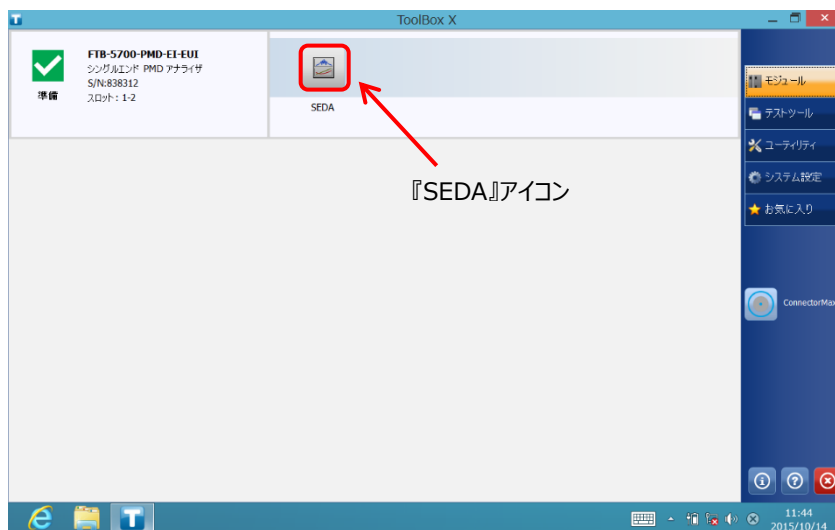 ToolBox X
FTB-5700-PMD-EI-EUI
シングルエンド PMD アナライザ
S/N:838312
スロット: 1-2
準備
SEDA
『SEDA』アイコン
モジュール
テストツール
ユーティリティ
システム設定
お気に入り
ConnectorMax
11:44
2015/10/14